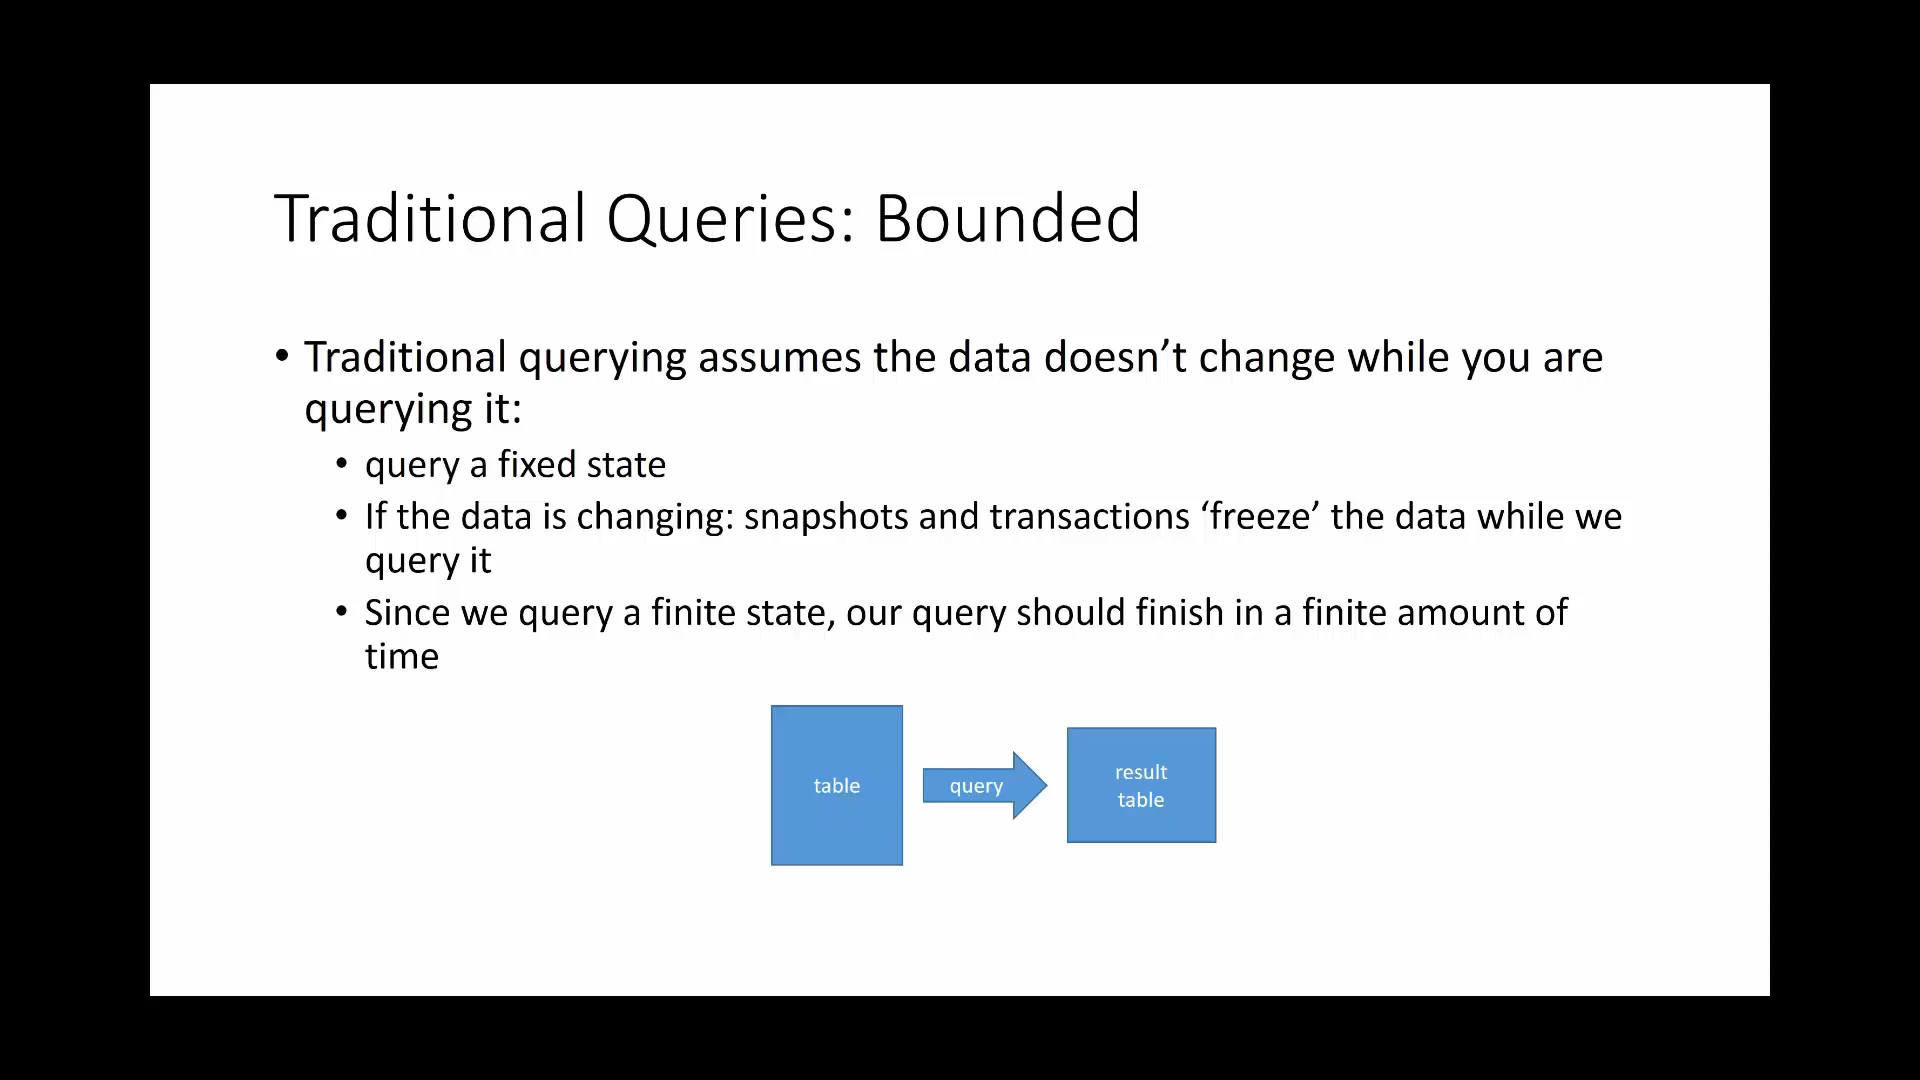 Traditional Queries: Bounded
• Traditional querying assumes the data doesn’t change while you are
querying it:
• query a fixed state
• If the data is changing: snapshots and transactions ‘freeze’ the data while we
query it
• Since we query a finite state, our query should finish in a finite amount of
time
table
query
result
table